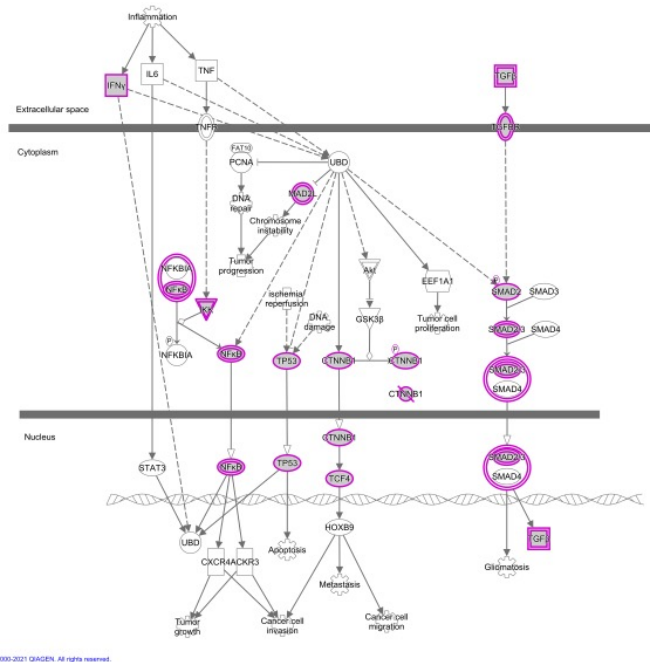 Inflammation
IFNγ
IL6
TNF
TGFβ
Extracellular space
TNFR
TGFBR
Cytoplasm
FAT10
PCNA
UBD
DNA
repair
MAD2L
Chromosome
instability
Tumor
progression
NFKBIA
NFκB
IKK
P
NFKBIA
NFκB
ischemia
reperfusion
DNA
damage
TP53
Akt
GSK3β
EEF1A1
Tumor cell
proliferation
CTNNB1
P
CTNNB1
CTNNB1
P
SMAD2
SMAD3
SMAD2/3
SMAD4
SMAD2/3
SMAD4
Nucleus
STAT3
NFκB
TP53
CTNNB1
TCF4
SMAD2/3
SMAD4
UBD
HOXB9
TGFβ
CXCR4
ACKR3
Apoptosis
Metastasis
Gliomatosis
Tumor
growth
Cancer cell
invasion
Cancer cell
migration
000-2021 QIAGEN. All rights reserved.